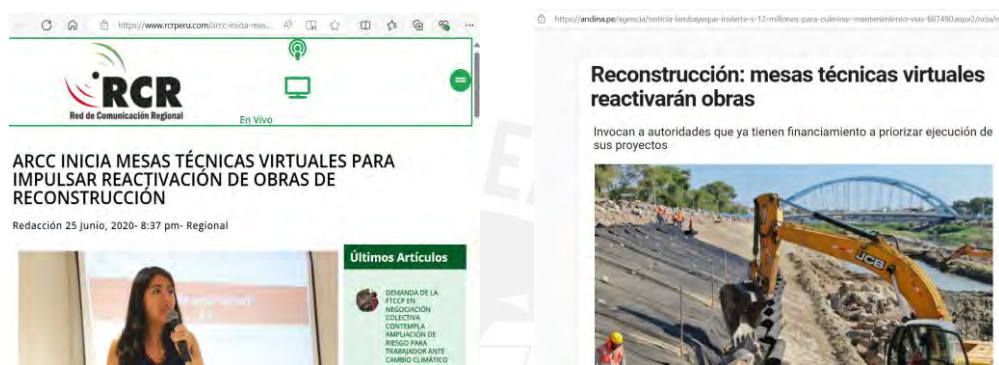 https://www.rcrperu.com/arcc-inicia-mes...
RCR
Red de Comunicación Regional
En Vivo
ARCC INICIA MESAS TÉCNICAS VIRTUALES PARA
IMPULSAR REACTIVACIÓN DE OBRAS DE
RECONSTRUCCIÓN
Redacción 25 Junio, 2020- 8:37 pm- Regional
Últimos Artículos
DEMANDA DE LA
FTCCP EN
NEGOCIACIÓN
COLECTIVA
CONTEMPLA
AMPLIACIÓN DE
RIESGO PARA
TRABAJADOR ANTE
CAMBIO CLIMÁTICO
https://andina.pe/agencia/noticia-lambayeque-invierte-s-12-millones-para-culminar-mantenimiento-vias-667490.aspx2/ncia/n
Reconstrucción: mesas técnicas virtuales
reactivarán obras
Invocan a autoridades que ya tienen financiamiento a priorizar ejecución de
sus proyectos
JCB